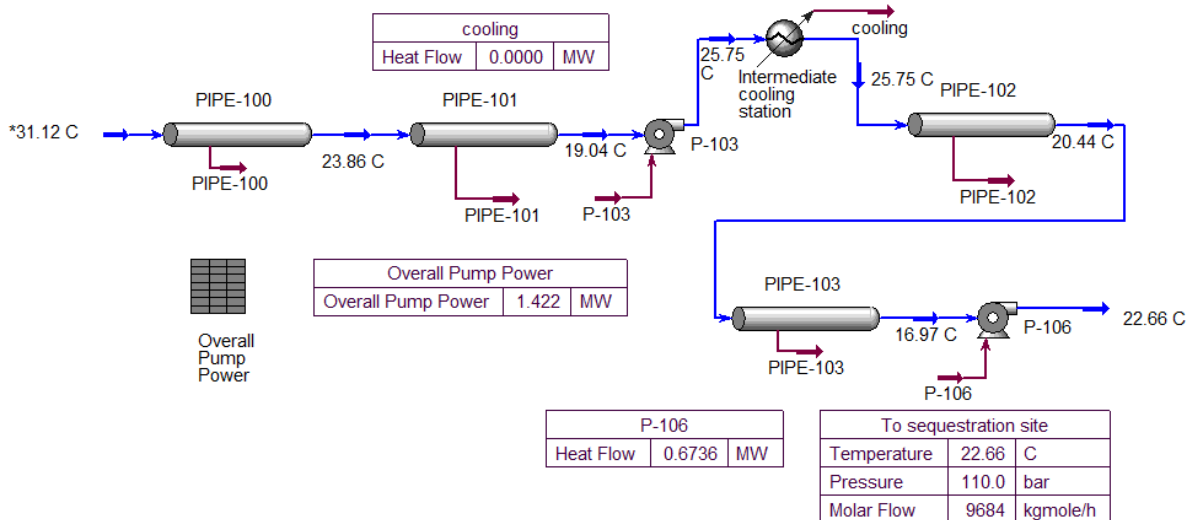 cooling
Heat Flow 0.0000 MW
25.75
C
cooling
Intermediate
cooling
station
25.75 C
PIPE-100
PIPE-101
PIPE-102
*31.12 C
23.86 C
19.04 C
P-103
20.44 C
PIPE-100
PIPE-101
P-103
PIPE-102
Overall Pump Power
Overall Pump Power 1.422 MW
PIPE-103
Overall
Pump
Power
16.97 C
P-106
22.66 C
PIPE-103
P-106
P-106
Heat Flow 0.6736 MW
To sequestration site
Temperature 22.66 C
Pressure 110.0 bar
Molar Flow 9684 kgmole/h